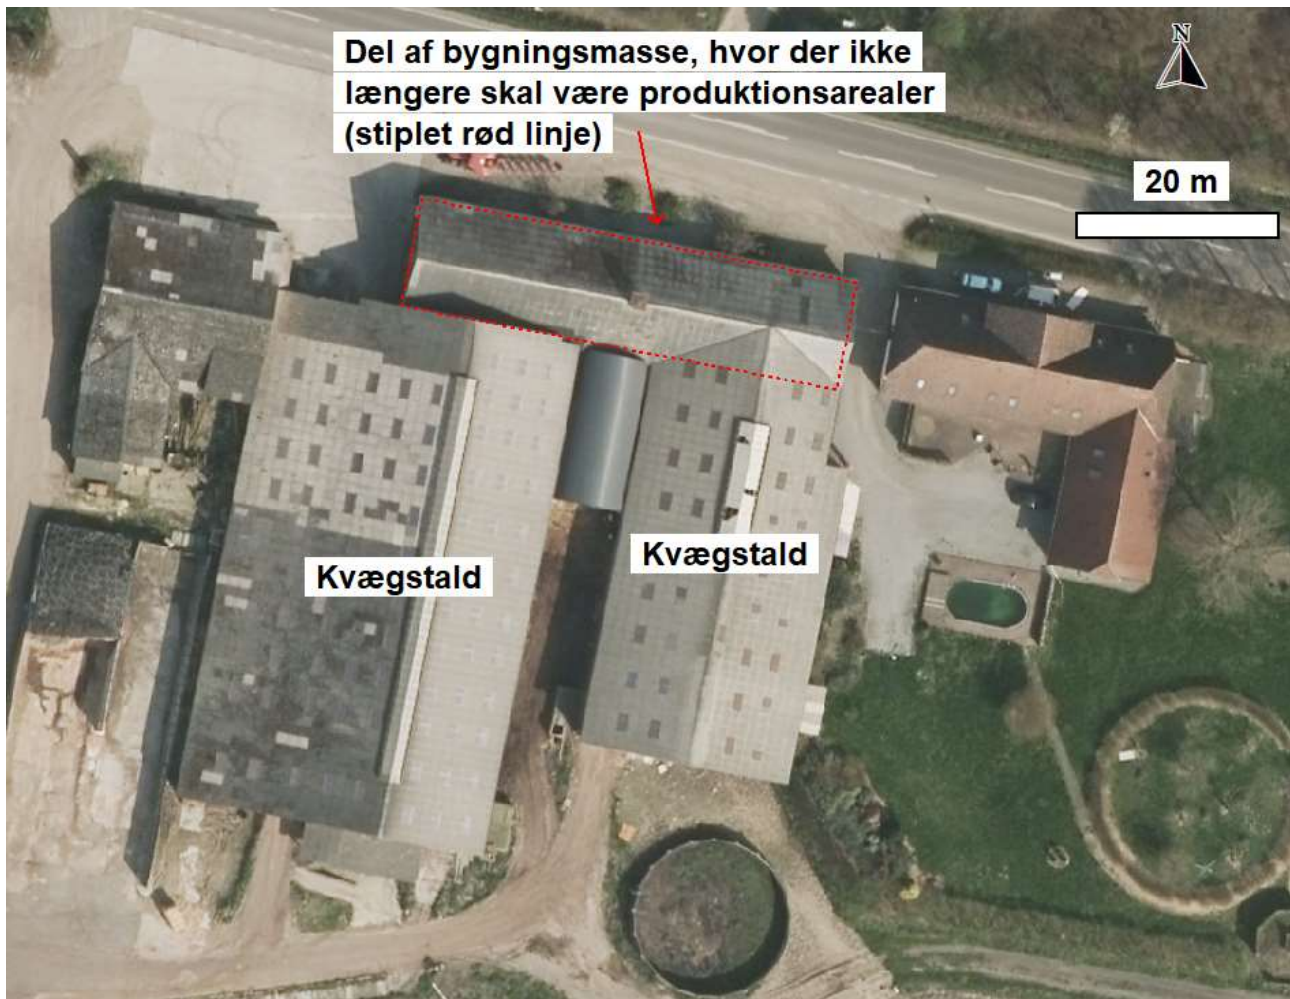 Del af bygningsmasse, hvor der ikke
længere skal være produktionsarealer
(stiplet rød linje)
N
20 m
Kvægstald
Kvægstald